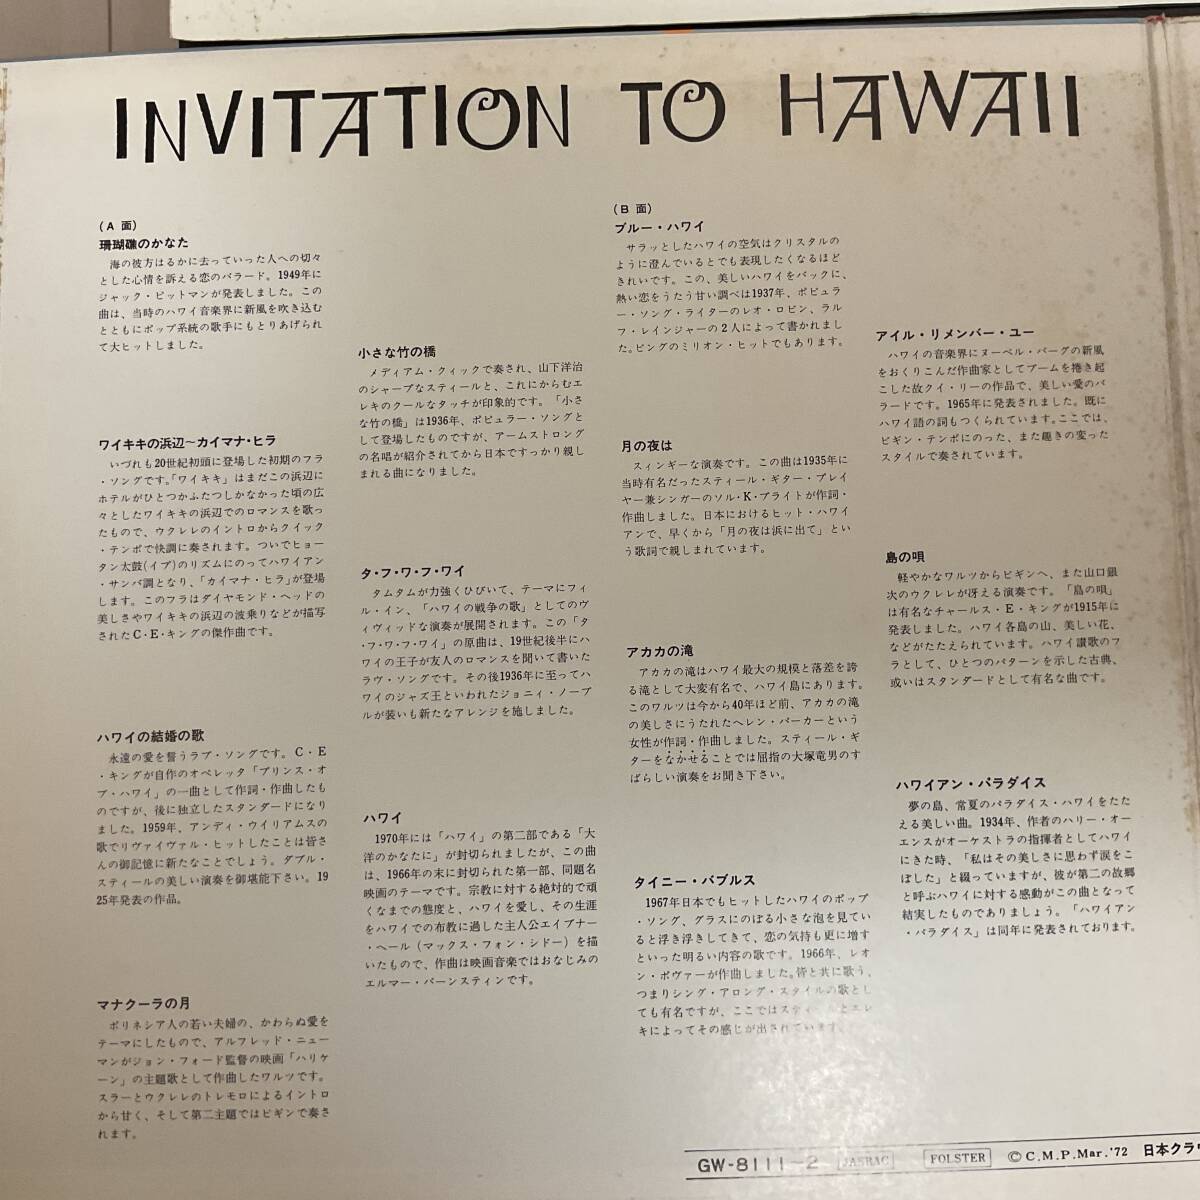 INVITATION TO HAWAII
(A 面)
珊瑚礁のかなた
海の彼方はるかに去っていった人への切々
とした心情を訴える恋のバラード。1949年に
ジャック・ピットマンが発表しました。この
曲は、当時のハワイ音楽界に新風を吹き込む
とともにポップ系統の歌手にもとりあげられ
て大ヒットしました。
ワイキキの浜辺〜カイマナ・ヒラ
いづれも20世紀初頭に登場した初期のフラ
・ソングです。「ワイキキ」はまだこの浜辺に
ホテルがひとつかふたつしかなかった頃の広
々としたワイキキの浜辺でのロマンスを歌っ
たもので、ウクレレのイントロからクイック
・テンポで快調に奏されます。ついでヒョー
タン太鼓(イプ)のリズムにのってハワイアン
・サンバ調となり、「カイマナ・ヒラ」が登場
します。このフラはダイヤモンド・ヘッドの
美しさやワイキキの浜辺の波乗りなどが描写
されたC・E・キングの傑作曲です。
ハワイの結婚の歌
永遠の愛を誓うラブ・ソングです。C・E
・キングが自作のオペレッタ「プリンス・オ
ブ・ハワイ」の一曲として作詞・作曲したも
のですが、後に独立したスタンダードになり
ました。1959年、アンディ・ウイリアムスの
歌でリヴァイヴァル・ヒットしたことは皆さ
んの御記憶に新たなことでしょう。ダブル・
スティールの美しい演奏を御堪能下さい。19
25年発表の作品。
マナクーラの月
ポリネシア人の若い夫婦の、かわらぬ愛を
テーマにしたもので、アルフレッド・ニュー
マンがジョン・フォード監督の映画「ハリケ
ーン」の主題歌として作曲したワルツです。
スラーとウクレレのトレモロによるイントロ
から甘く、そして第二主題ではビギンで奏さ
れます。
小さな竹の橋
メディアム・クィックで奏され、山下洋治
のシャープなスティールと、これにからむエ
レキのクールなタッチが印象的です。「小さ
な竹の橋」は1936年、ポピュラー・ソングと
して登場したものですが、アームストロング
の名唱が紹介されてから日本ですっかり親し
まれる曲になりました。
タ・フ・ワ・フ・ワイ
タムタムが力強くひびいて、テーマにフィ
ル・イン、「ハワイの戦争の歌」としてのヴ
ィヴィッドな演奏が展開されます。この「タ
・フ・ワ・フ・ワイ」の原曲は、19世紀後半にハ
ワイの王子が友人のロマンスを聞いて書いた
ラヴ・ソングです。その後1936年に至ってハ
ワイのジャズ王といわれたジョニィ・ノーブ
ルが装いも新たなアレンジを施しました。
ハワイ
1970年には「ハワイ」の第二部である「大
洋のかなたに」が封切られましたが、この曲
は、1966年の末に封切られた第一部、同題名
映画のテーマです。宗教に対する絶対的で頑
くなまでの態度と、ハワイを愛し、その生涯
をハワイでの布教に過した主人公エイブナー
・ヘール（マックス・フォン・シドー）を描
いたもので、作曲は映画音楽ではおなじみの
エルマー・バーンスティンです。
(B 面)
ブルー・ハワイ
サラッとしたハワイの空気はクリスタルの
ように澄んでいるとでも表現したくなるほど
きれいです。この、美しいハワイをバックに、
熱い恋をうたう甘い調べは1937年、ポピュラ
ー・ソング・ライターのレオ・ロビン、ラル
フ・レインジャーの2人によって書かれまし
た。ビングのミリオン・ヒットでもあります。
月の夜は
スィンギーな演奏です。この曲は1935年に
当時有名だったスティール・ギター・プレイ
ヤー兼シンガーのソル・K・ブライトが作詞・
作曲しました。日本におけるヒット・ハワイ
アンで、早くから「月の夜は浜に出て」とい
う歌詞で親しまれています。
アカカの滝
アカカの滝はハワイ最大の規模と落差を誇
る滝として大変有名で、ハワイ島にあります。
このワルツは今から40年ほど前、アカカの滝
の美しさにうたれたヘレン・パーカーという
女性が作詞・作曲しました。スティール・ギ
ターをなかせることでは屈指の大塚竜男のす
ばらしい演奏をお聞き下さい。
タイニー・バブルス
1967年日本でもヒットしたハワイのポップ
・ソング、グラスにのぼる小さな泡を見てい
ると浮き浮きしてきて、恋の気持も更に増す
といった明るい内容の歌です。1966年、レオ
ン・ポヴァーが作曲しました。皆と共に歌う、
つまりシング・アロング・スタイルの歌とし
ても有名ですが、ここではスティールとエレ
キによってその感じが出されています。
アイル・リメンバー・ユー
ハワイの音楽界にヌーベル・バーグの新風
をおくりこんだ作曲家としてブームを捲き起
こした故クイ・リーの作品で、美しい愛のバ
ラードです。1965年に発表されました。既に
ハワイ語の詞もつくられています。ここでは、
ビギン・テンポにのった、また趣きの変った
スタイルで奏されています。
島の唄
軽やかなワルツからビギンへ、また山口銀
次のウクレレが冴える演奏です。「島の唄」
は有名なチャールス・E・キングが1915年に
発表しました。ハワイ各島の山、美しい花、
などがたたえられています。ハワイ讃歌のフ
ラとして、ひとつのパターンを示した古典、
或いはスタンダードとして有名な曲です。
ハワイアン・パラダイス
夢の島、常夏のパラダイス・ハワイをたた
える美しい曲。1934年、作者のハリー・オー
エンスがオーケストラの指揮者としてハワイ
にきた時、「私はその美しさに思わず涙をこ
ぼした」と綴っていますが、彼が第二の故郷
と呼ぶハワイに対する感動がこの曲となって
結実したものでありましょう。「ハワイアン
・パラダイス」は同年に発表されております。
GW-8111-2 JASRAC FOLSTER ©C.M.P.Mar.'72 日本クラウ